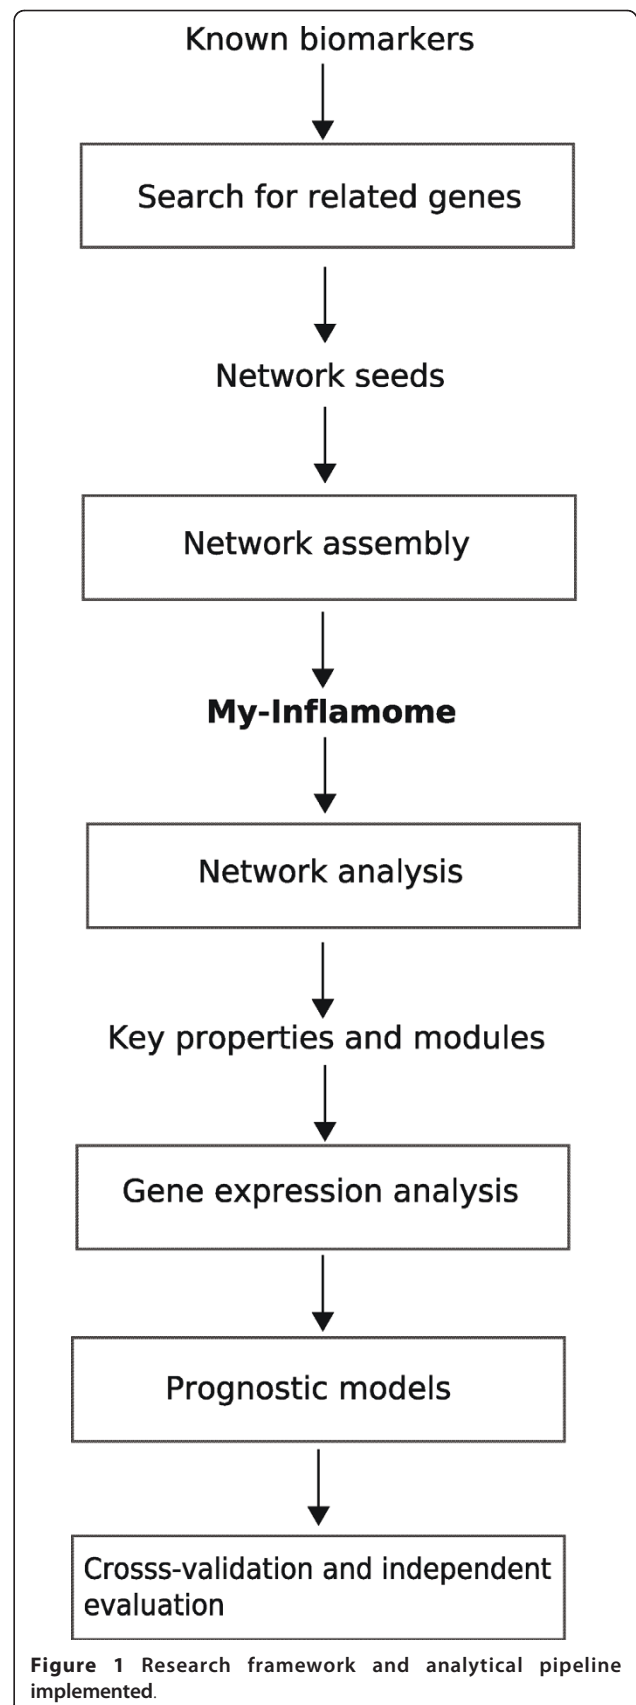 Known biomarkers
Search for related genes
Network seeds
Network assembly
My-Inflamome
Network analysis
Key properties and modules
Gene expression analysis
Prognostic models
Crosss-validation and independent
evaluation
Figure 1 Research framework and analytical pipeline
implemented.